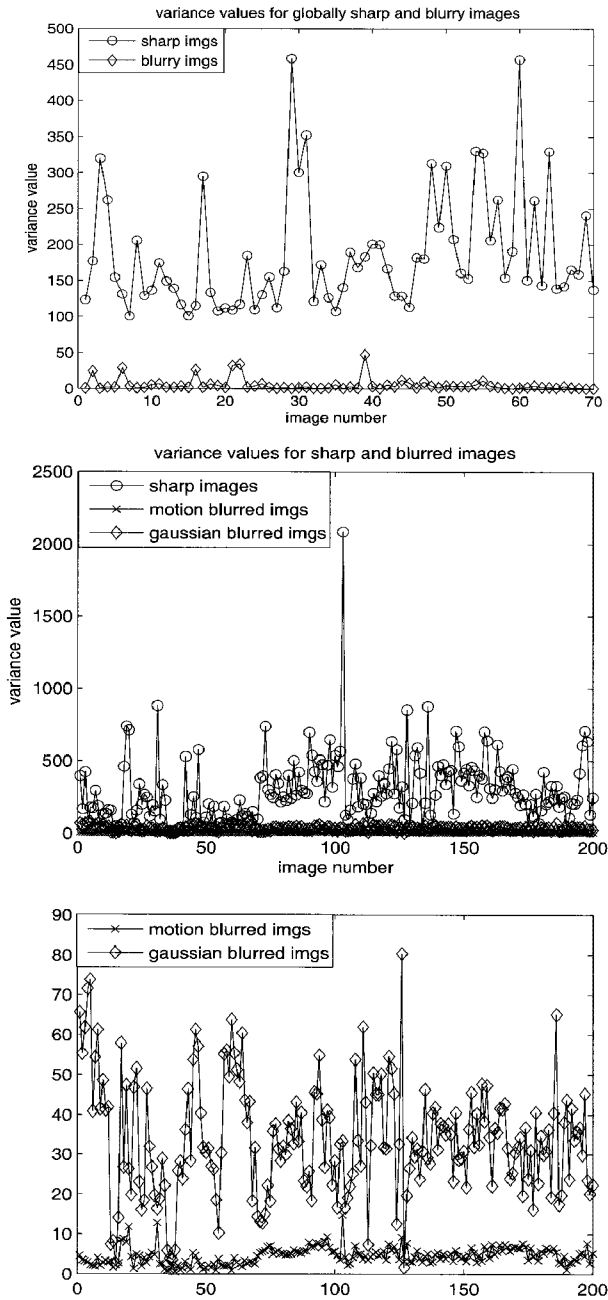 variance values for globally sharp and blurry images
500
450
400
350
300
250
200
150
100
50
0
variance value
sharp imgs
blurry imgs
0 10 20 30 40 50 60 70
image number
variance values for sharp and blurred images
2500
2000
1500
1000
500
0
variance value
sharp images
motion blurred imgs
gaussian blurred imgs
0 50 100 150 200
image number
90
80
70
60
50
40
30
20
10
0
motion blurred imgs
gaussian blurred imgs
0 50 100 150 200